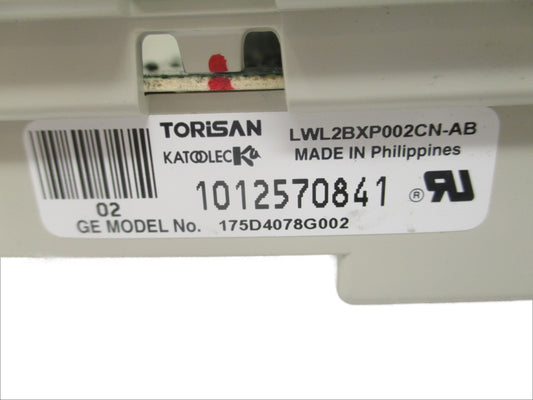 TORiSAN LWL2BXP002CN-AB
KATOOLEC MADE IN Philippines
1012570841 ®
02
GE MODEL No. 175D4078G002